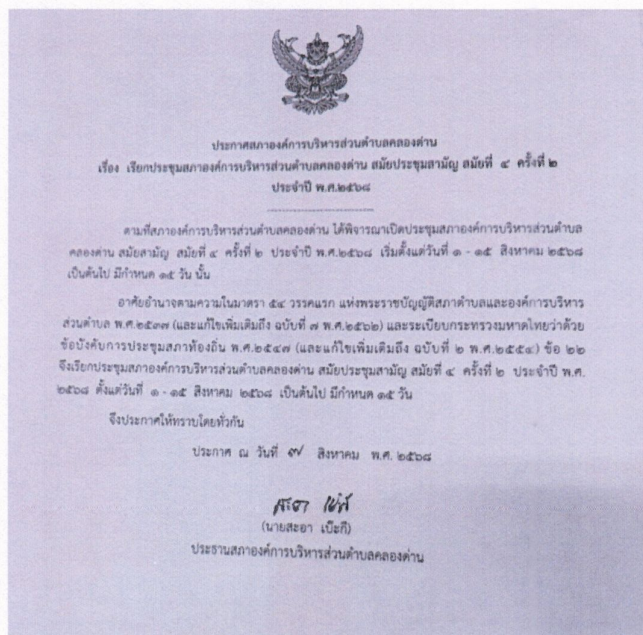 ประกาศสภาองค์การบริหารส่วนตำบลคลองด่าน
เรื่อง เรียกประชุมสภาองค์การบริหารส่วนตำบลคลองด่าน สมัยประชุมสามัญ สมัยที่ ๔ ครั้งที่ ๒
ประจำปี พ.ศ.๒๕๖๘
ตามที่สภาองค์การบริหารส่วนตำบลคลองด่าน ได้พิจารณาเปิดประชุมสภาองค์การบริหารส่วนตำบล
คลองด่าน สมัยสามัญ สมัยที่ ๔ ครั้งที่ ๒ ประจำปี พ.ศ.๒๕๖๘ เริ่มตั้งแต่วันที่ ๑ - ๑๕ สิงหาคม ๒๕๖๘
เป็นต้นไป มีกำหนด ๑๕ วัน นั้น
อาศัยอำนาจตามความในมาตรา ๕๔ วรรคแรก แห่งพระราชบัญญัติสภาตำบลและองค์การบริหาร
ส่วนตำบล พ.ศ.๒๕๓๗ (และแก้ไขเพิ่มเติมถึง ฉบับที่ ๗ พ.ศ.๒๕๖๒) และระเบียบกระทรวงมหาดไทยว่าด้วย
ข้อบังคับการประชุมสภาท้องถิ่น พ.ศ.๒๕๔๗ (และแก้ไขเพิ่มเติมถึง ฉบับที่ ๒ พ.ศ.๒๕๕๔) ข้อ ๒๒
จึงเรียกประชุมสภาองค์การบริหารส่วนตำบลคลองด่าน สมัยประชุมสามัญ สมัยที่ ๔ ครั้งที่ ๒ ประจำปี พ.ศ.
๒๕๖๘ ตั้งแต่วันที่ ๑ - ๑๕ สิงหาคม ๒๕๖๘ เป็นต้นไป มีกำหนด ๑๕ วัน
จึงประกาศให้ทราบโดยทั่วกัน
ประกาศ ณ วันที่ ๗ สิงหาคม พ.ศ. ๒๕๖๘
(นายสะอา เบ๊ะกี)
ประธานสภาองค์การบริหารส่วนตำบลคลองด่าน